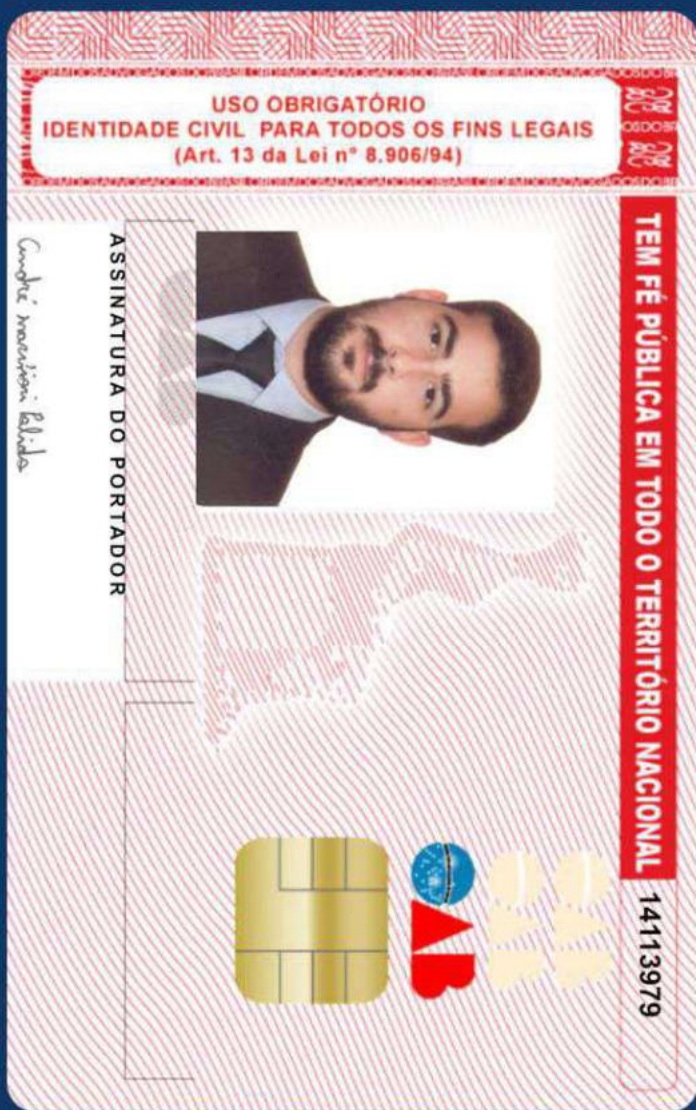 USO OBRIGATÓRIO
IDENTIDADE CIVIL PARA TODOS OS FINS LEGAIS
(Art. 13 da Lei n° 8.906/94)
TEM FÉ PÚBLICA EM TODO O TERRITÓRIO NACIONAL
14113979
ASSINATURA DO PORTADOR
OAB